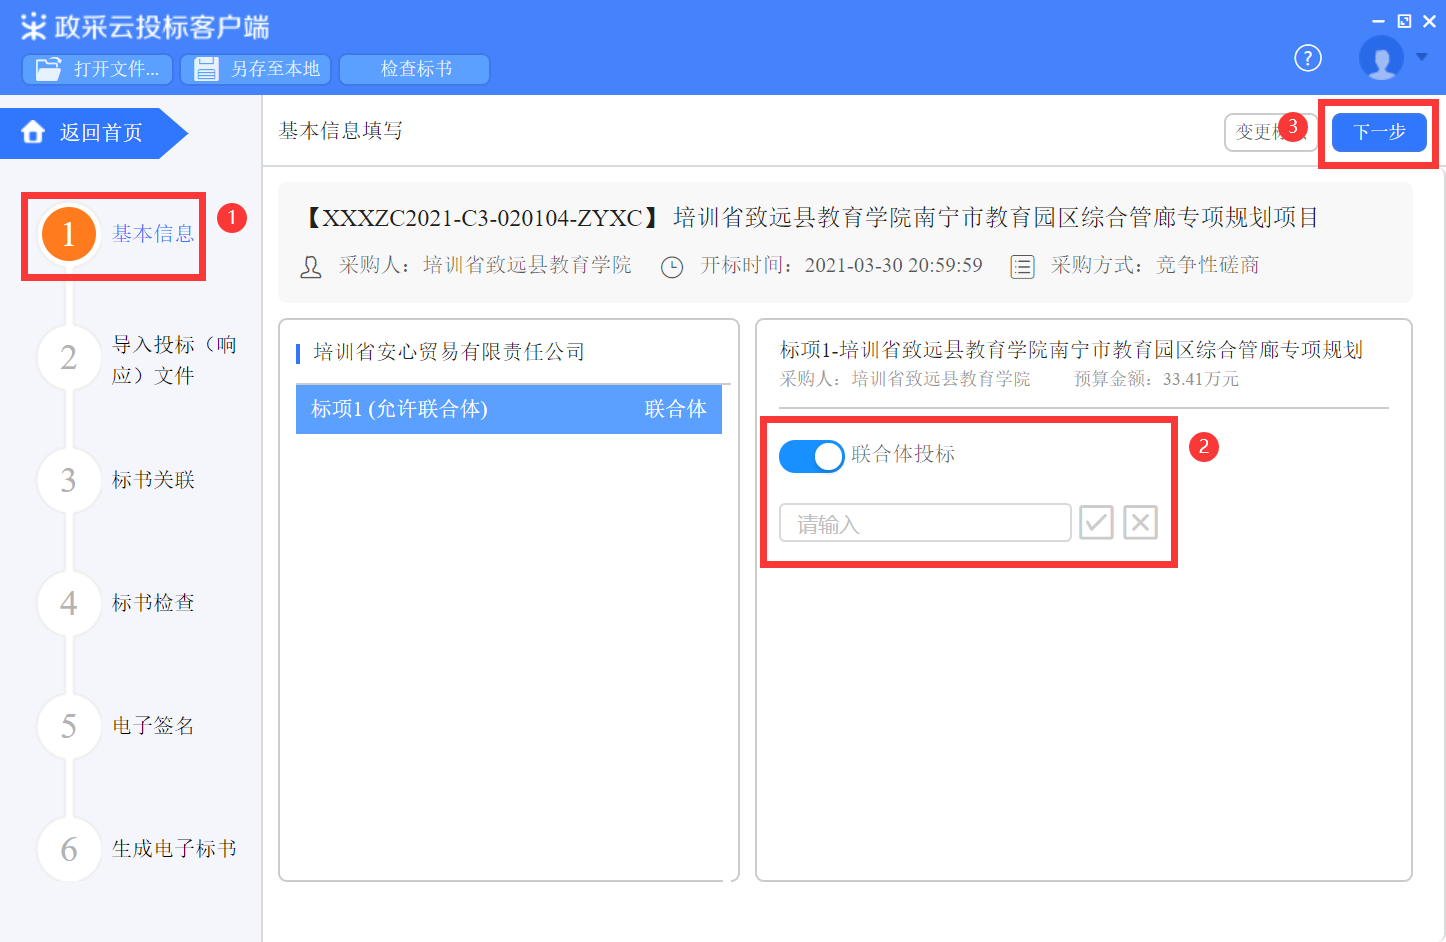 政采云投标客户端
打开文件...
另存至本地
检查标书
?
返回首页
基本信息填写
变更
3
下一步
1
基本信息
1
2
导入投标（响
应）文件
3
标书关联
4
标书检查
5
电子签名
6
生成电子标书
【XXXZC2021-C3-020104-ZYXC】 培训省致远县教育学院南宁市教育园区综合管廊专项规划项目
采购人：培训省致远县教育学院
开标时间：2021-03-30 20:59:59
采购方式：竞争性磋商
培训省安心贸易有限责任公司
标项1 (允许联合体)
联合体
标项1-培训省致远县教育学院南宁市教育园区综合管廊专项规划
采购人：培训省致远县教育学院
预算金额：33.41万元
联合体投标
2
请输入